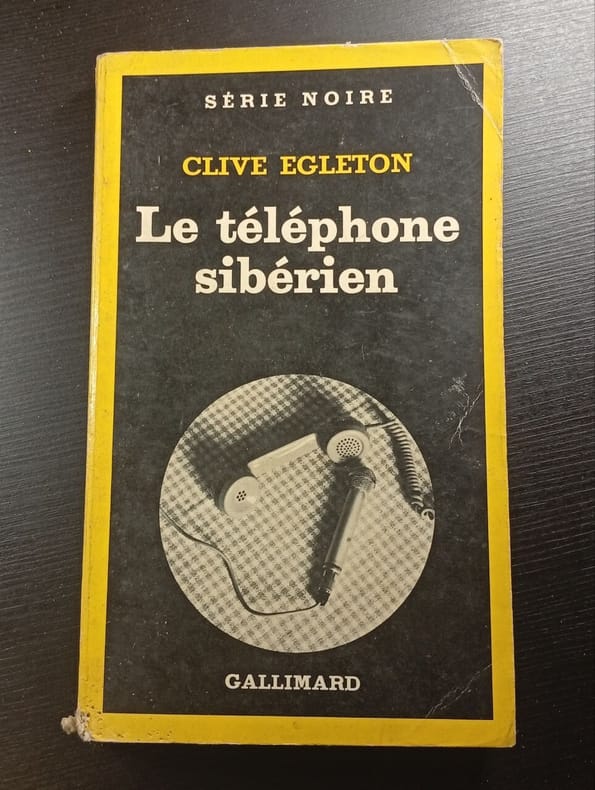 SÉRIE NOIRE
CLIVE EGLETON
Le téléphone
sibérien
GALLIMARD